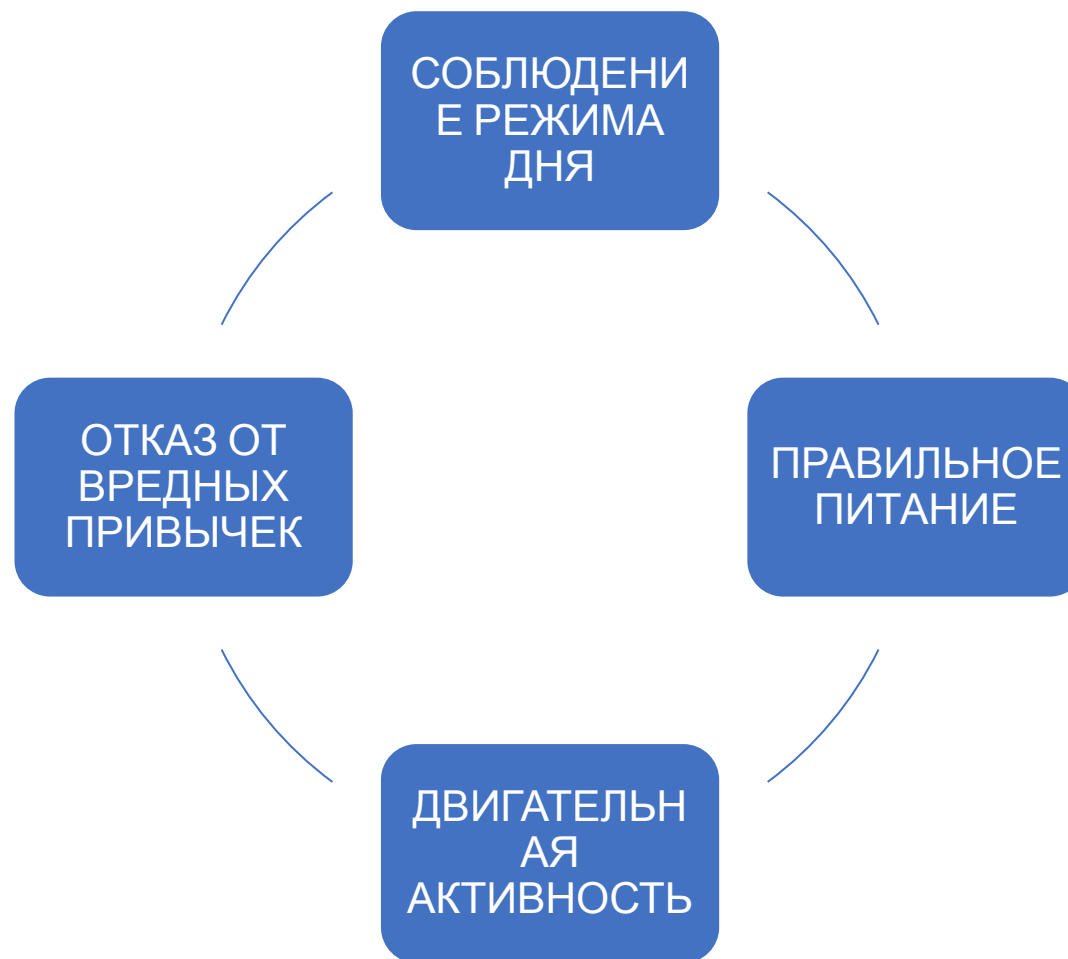 СОБЛЮДЕНИ
Е РЕЖИМА
ДНЯ
ОТКАЗ ОТ
ВРЕДНЫХ
ПРИВЫЧЕК
ПРАВИЛЬНОЕ
ПИТАНИЕ
ДВИГАТЕЛЬН
АЯ
АКТИВНОСТЬ